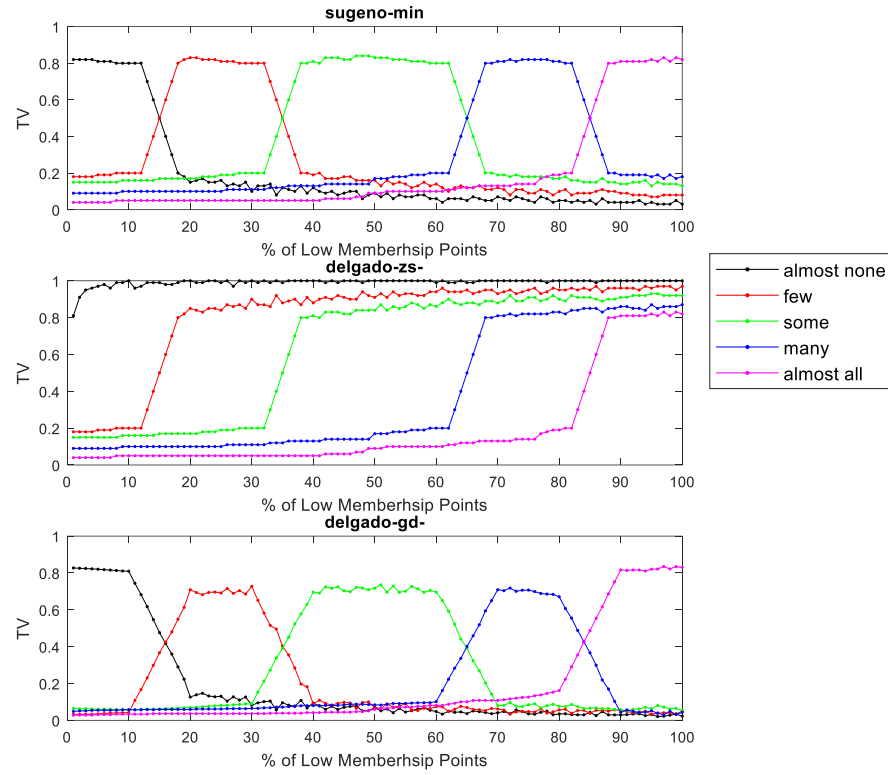 sugeno-min
1
0.8
0.6
0.4
0.2
0
TV
0 10 20 30 40 50 60 70 80 90 100
% of Low Memberhsip Points
delgado-zs-
1
0.8
0.6
0.4
0.2
0
TV
0 10 20 30 40 50 60 70 80 90 100
% of Low Memberhsip Points
almost none
few
some
many
almost all
delgado-gd-
1
0.8
0.6
0.4
0.2
0
TV
0 10 20 30 40 50 60 70 80 90 100
% of Low Memberhsip Points